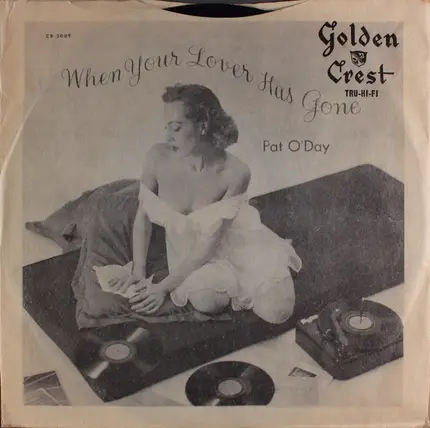 CR 3009
Golden
Crest
TRU-HI-FI
When Your Lover Has Gone
Pat O'Day